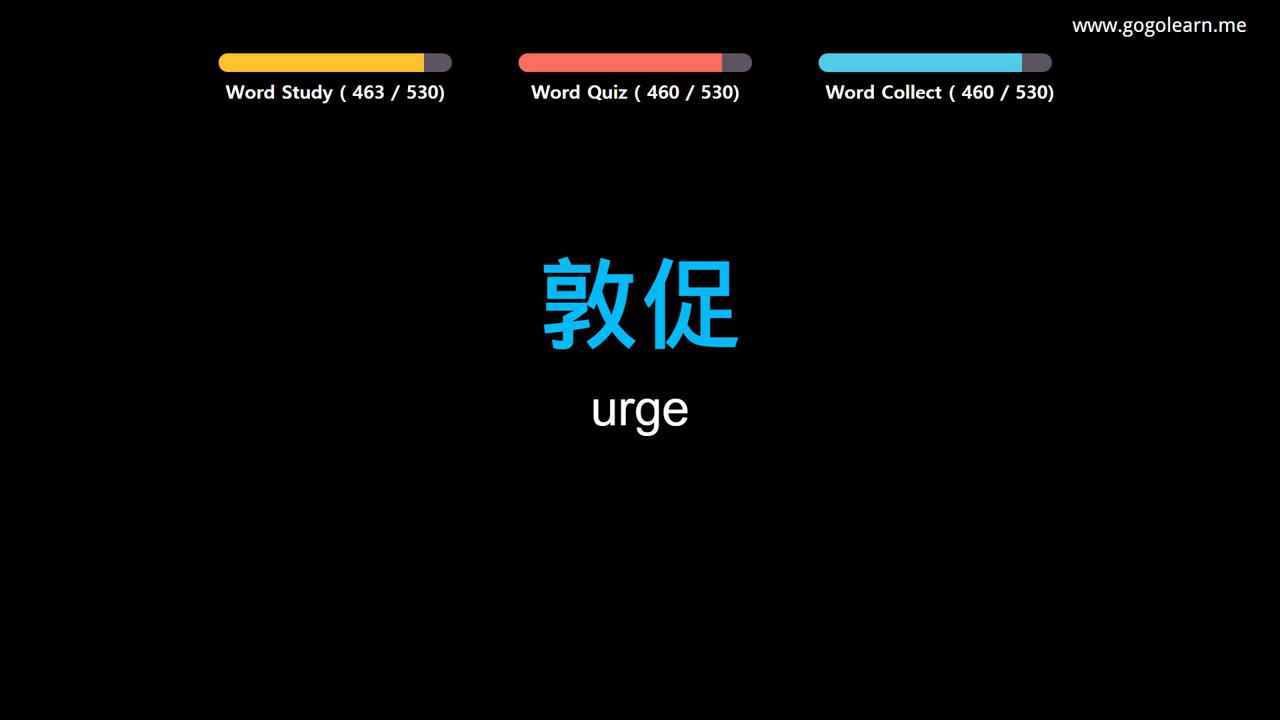 www.gogolearn.me
Word Study ( 463 / 530)
Word Quiz ( 460 / 530)
Word Collect ( 460 / 530)
敦促
urge